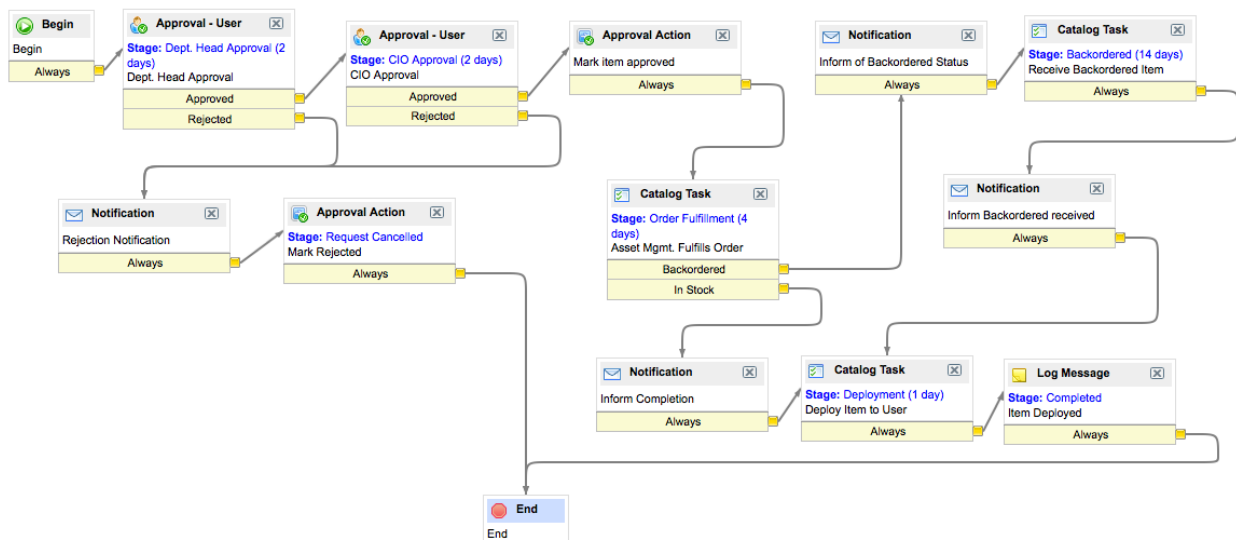 Begin
Begin
Always
Approval - User
Stage: Dept. Head Approval (2
days)
Dept. Head Approval
Approved
Rejected
Approval - User
Stage: CIO Approval (2 days)
CIO Approval
Approved
Rejected
Approval Action
Mark item approved
Always
Notification
Inform of Backordered Status
Always
Catalog Task
Stage: Backordered (14 days)
Receive Backordered Item
Always
Notification
Rejection Notification
Always
Approval Action
Stage: Request Cancelled
Mark Rejected
Always
Catalog Task
Stage: Order Fulfillment (4
days)
Asset Mgmt. Fulfills Order
Backordered
In Stock
Notification
Inform Backordered received
Always
Notification
Inform Completion
Always
Catalog Task
Stage: Deployment (1 day)
Deploy Item to User
Always
Log Message
Stage: Completed
Item Deployed
Always
End
End